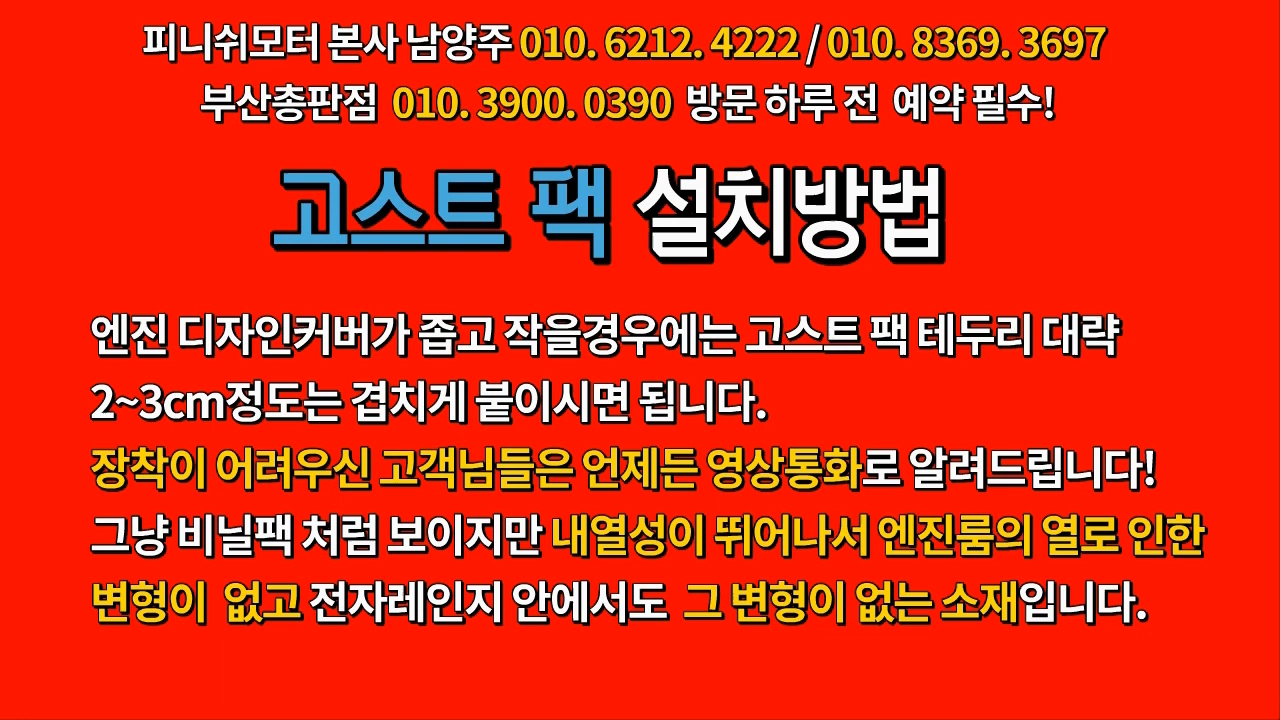 피니쉬모터 본사 남양주 010. 6212. 4222 / 010. 8369. 3697
부산총판점 010. 3900. 0390 방문 하루 전 예약 필수!
고스트 팩 설치방법
엔진 디자인커버가 좁고 작을경우에는 고스트 팩 테두리 대략
2~3cm정도는 겹치게 붙이시면 됩니다.
장착이 어려우신 고객님들은 언제든 영상통화로 알려드립니다!
그냥 비닐팩 처럼 보이지만 내열성이 뛰어나서 엔진룸의 열로 인한
변형이 없고 전자레인지 안에서도 그 변형이 없는 소재입니다.